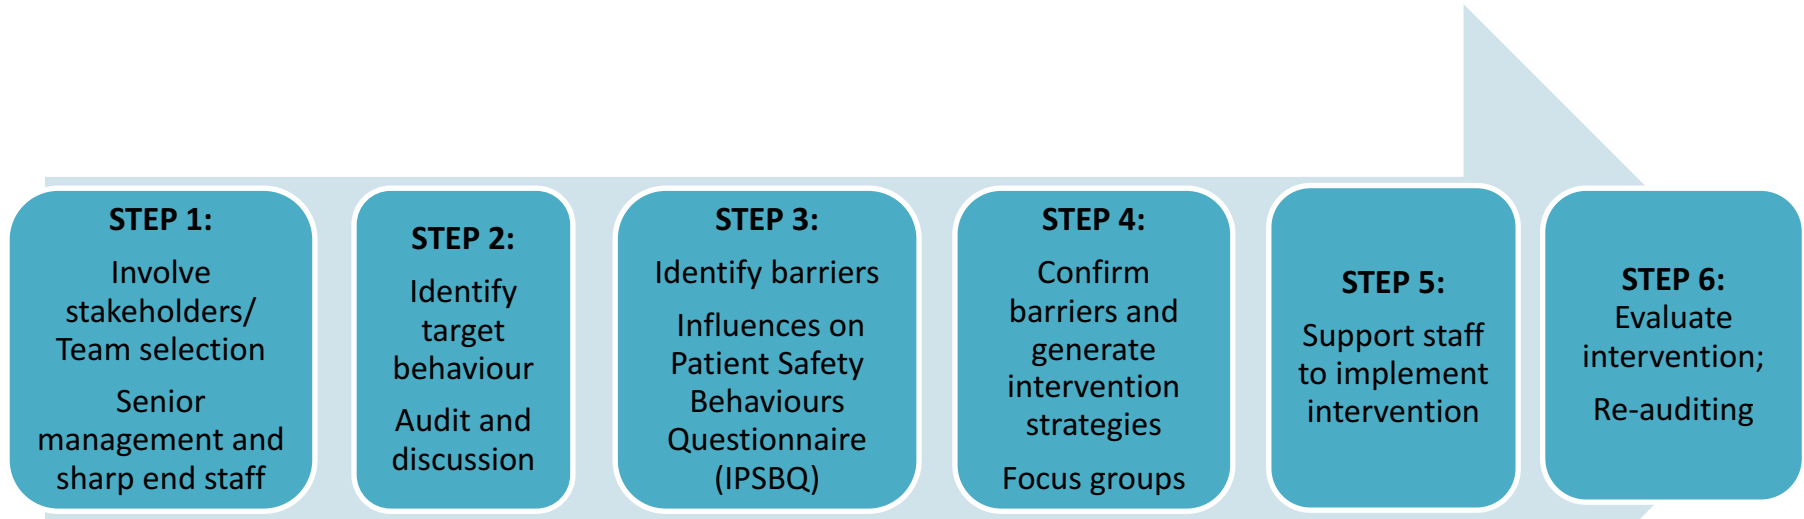 STEP 1:
Involve
stakeholders/
Team selection
Senior
management and
sharp end staff
STEP 2:
Identify
target
behaviour
Audit and
discussion
STEP 3:
Identify barriers
Influences on
Patient Safety
Behaviours
Questionnaire
(IPSBQ)
STEP 4:
Confirm
barriers and
generate
intervention
strategies
Focus groups
STEP 5:
Support staff
to implement
intervention
STEP 6:
Evaluate
intervention;
Re-auditing